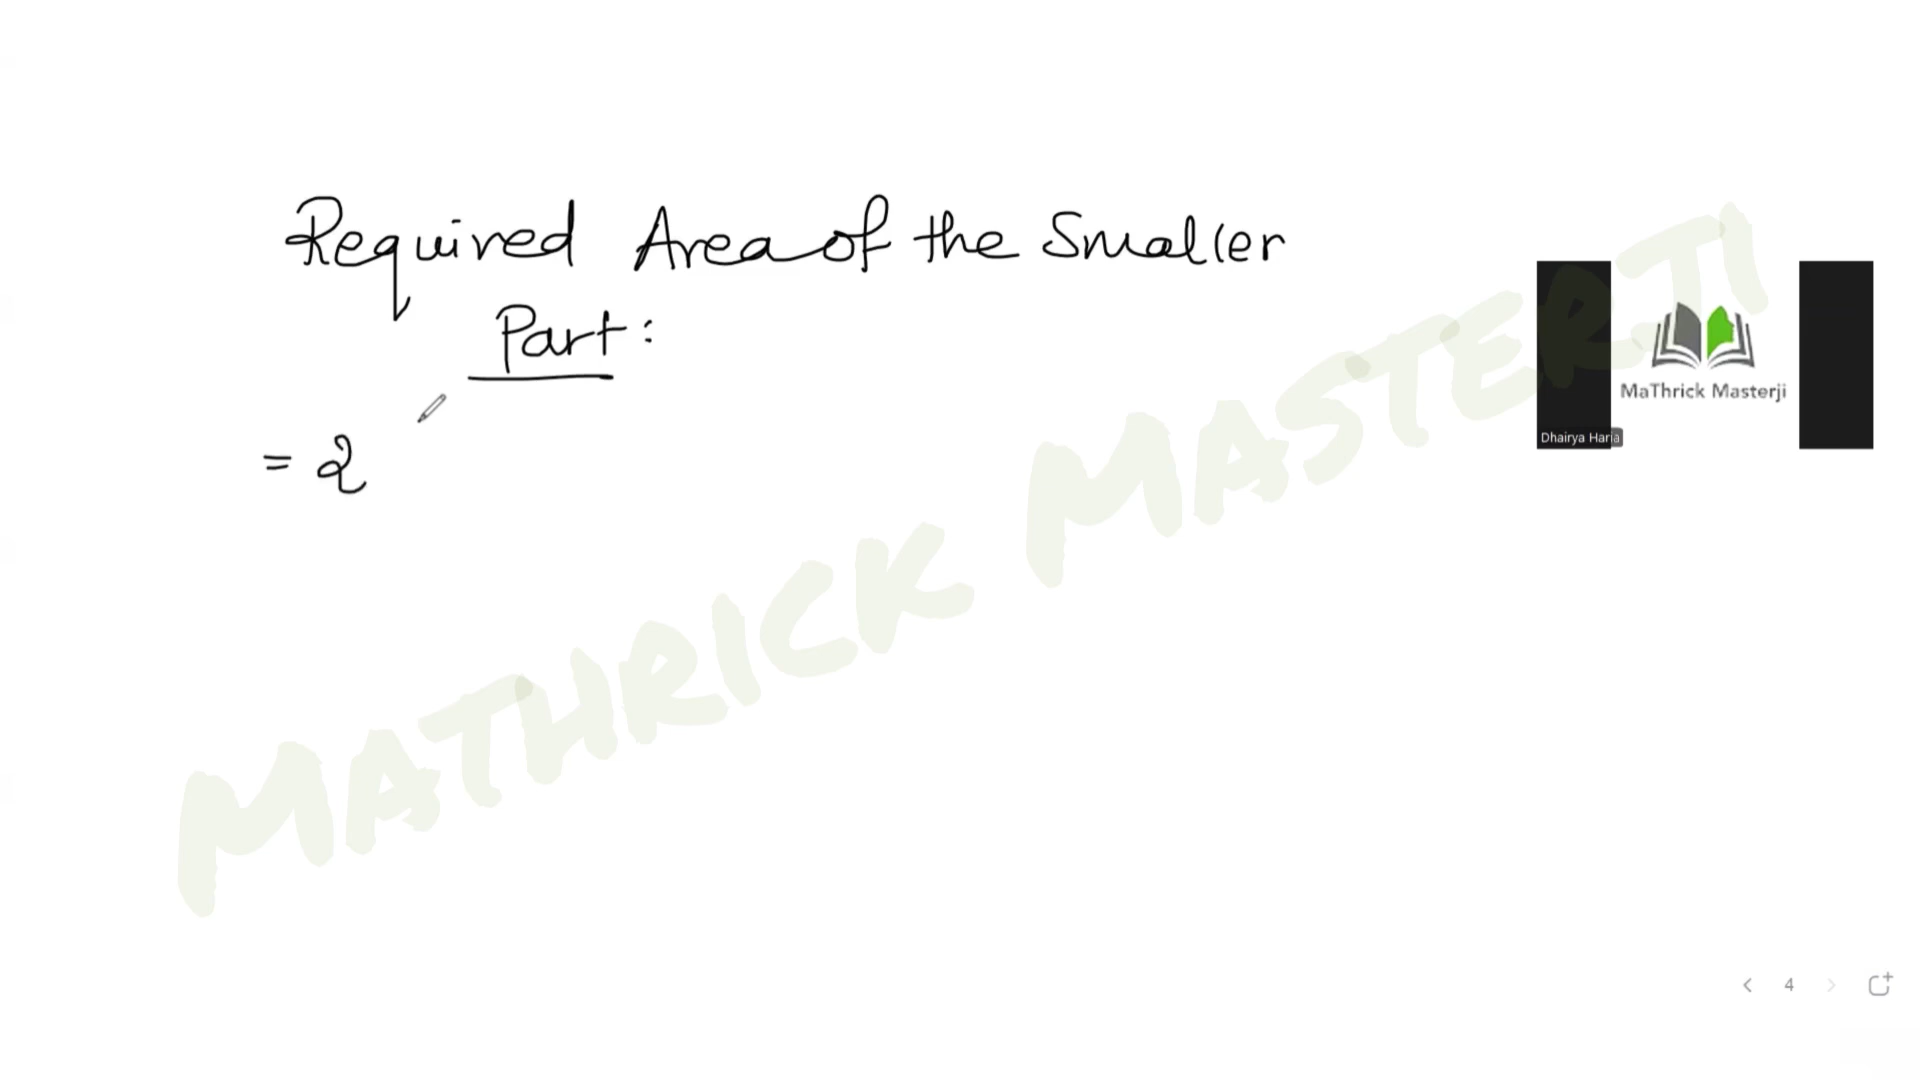 Required Area of the Smaller
Part:
= 2
MATHRICK MASTERJI
MaThrick Masterji
Dhairya Haria
4